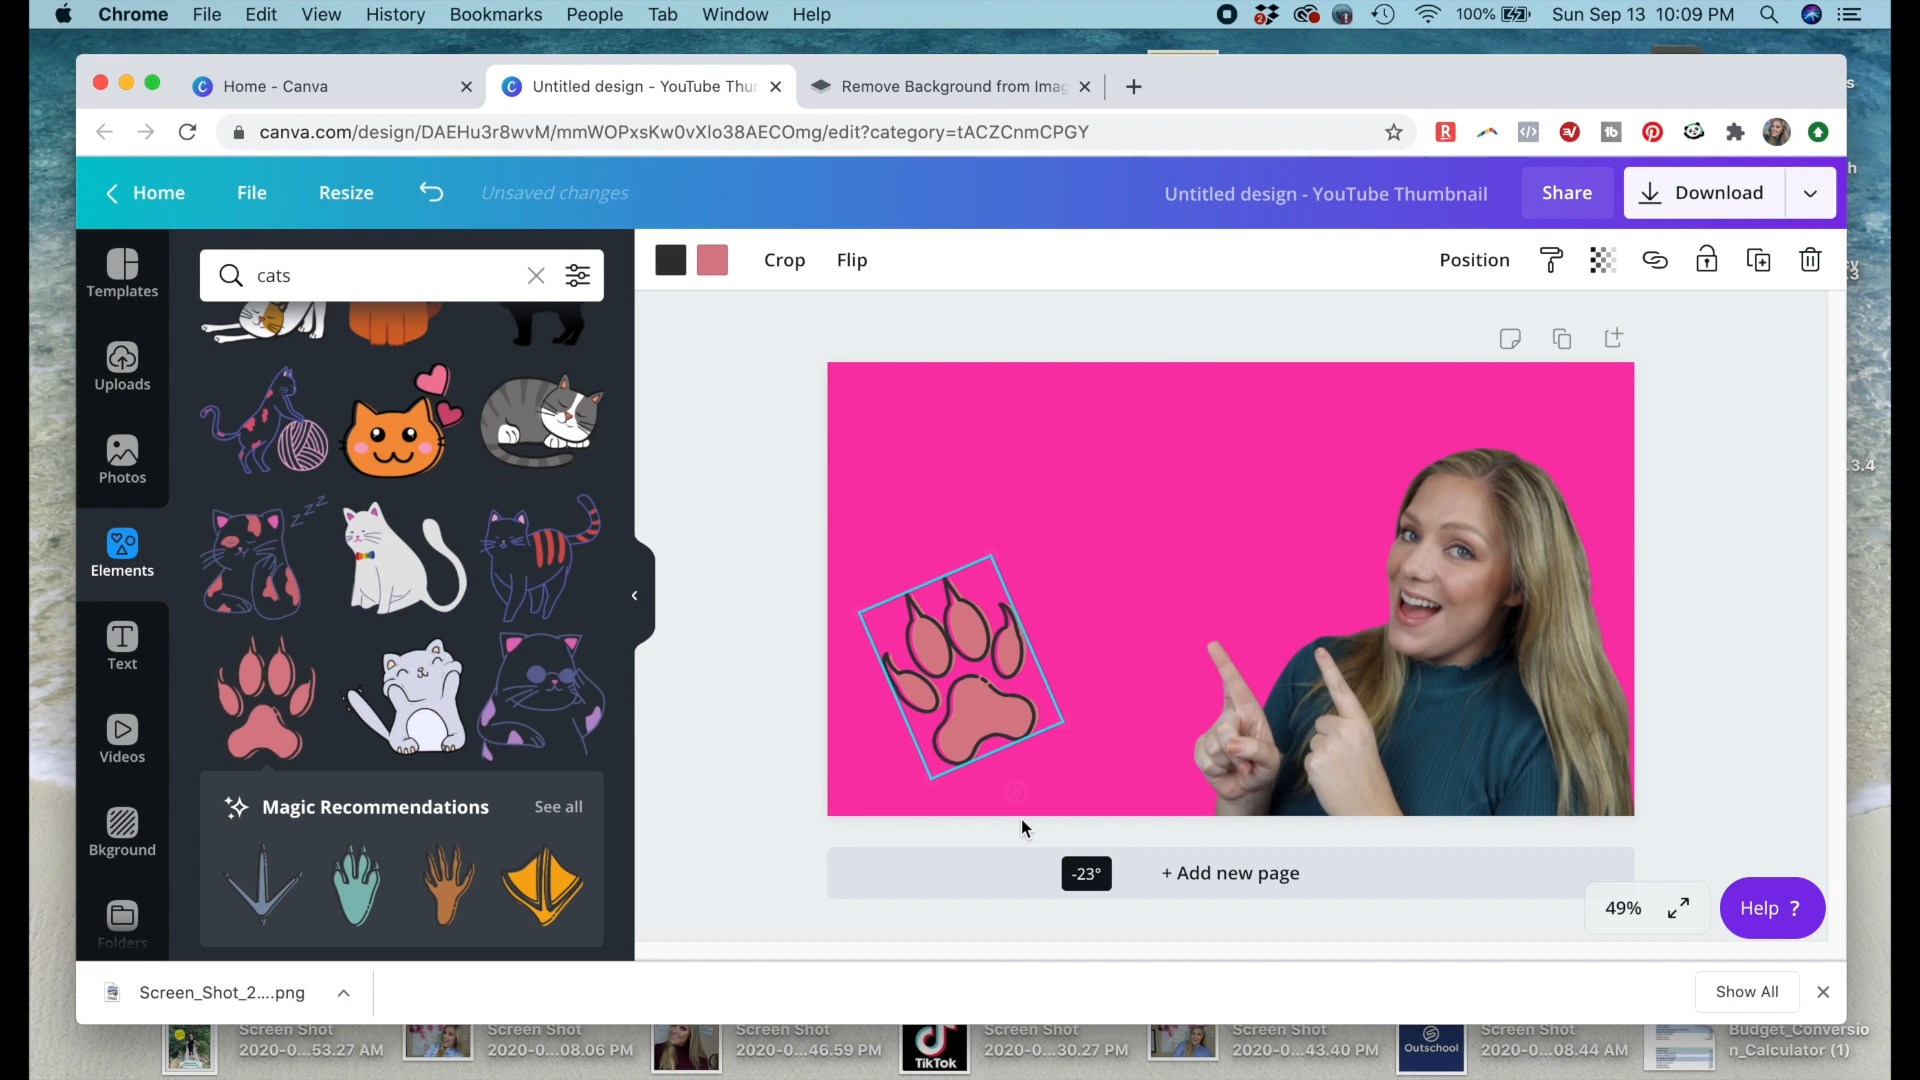 Chrome File Edit View History Bookmarks People Tab Window Help
2 100% Sun Sep 13 10:09 PM
Home - Canva
Untitled design - YouTube Thur
Remove Background from Imag
canva.com/design/DAEHu3r8wvM/mmWOPxsKw0vXlo38AECOmg/edit?category=tACZCnmCPGY
Home File Resize Unsaved changes
Untitled design - YouTube Thumbnail Share Download
Templates
Uploads
Photos
Elements
Text
Videos
Bkground
Folders
cats
Crop Flip
Position
zzz
Magic Recommendations See all
-23°
+ Add new page
49%
Help ?
Screen_Shot_2....png
Show All
.3.4
Screen Shot
2020-0...53.27 AM
Screen Shot
2020-0...08.06 PM
Screen Shot
2020-0...46.59 PM
TikTok
Screen Shot
2020-0...30.27 PM
Screen Shot
2020-0...43.40 PM
Outschool
Screen Shot
2020-0...08.44 AM
Budget_Conversio
n_Calculator (1)